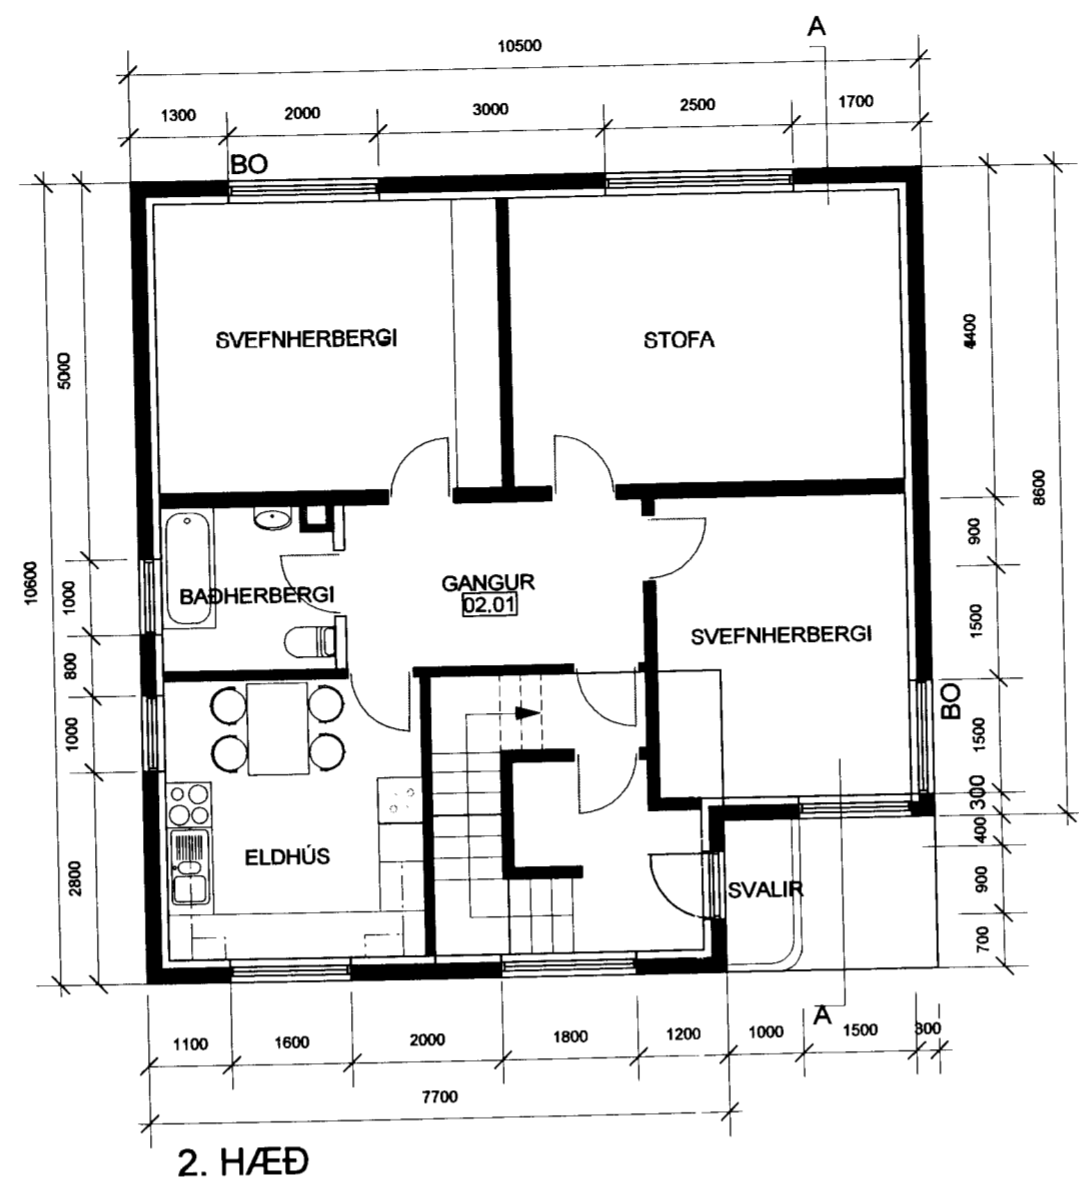 A
10500
1300
2000
3000
2500
1700
BO
5000
10600
1000
800
1000
2800
SVEFNHERBERGI
STOFA
4400
8600
900
1500
1500
300
400
900
700
BAÐHERBERGI
GANGUR
02.01
SVEFNHERBERGI
BO
ELDHÚS
SVALIR
A
1100
1600
2000
1800
1200
1000
1500
300
7700
2. HÆÐ